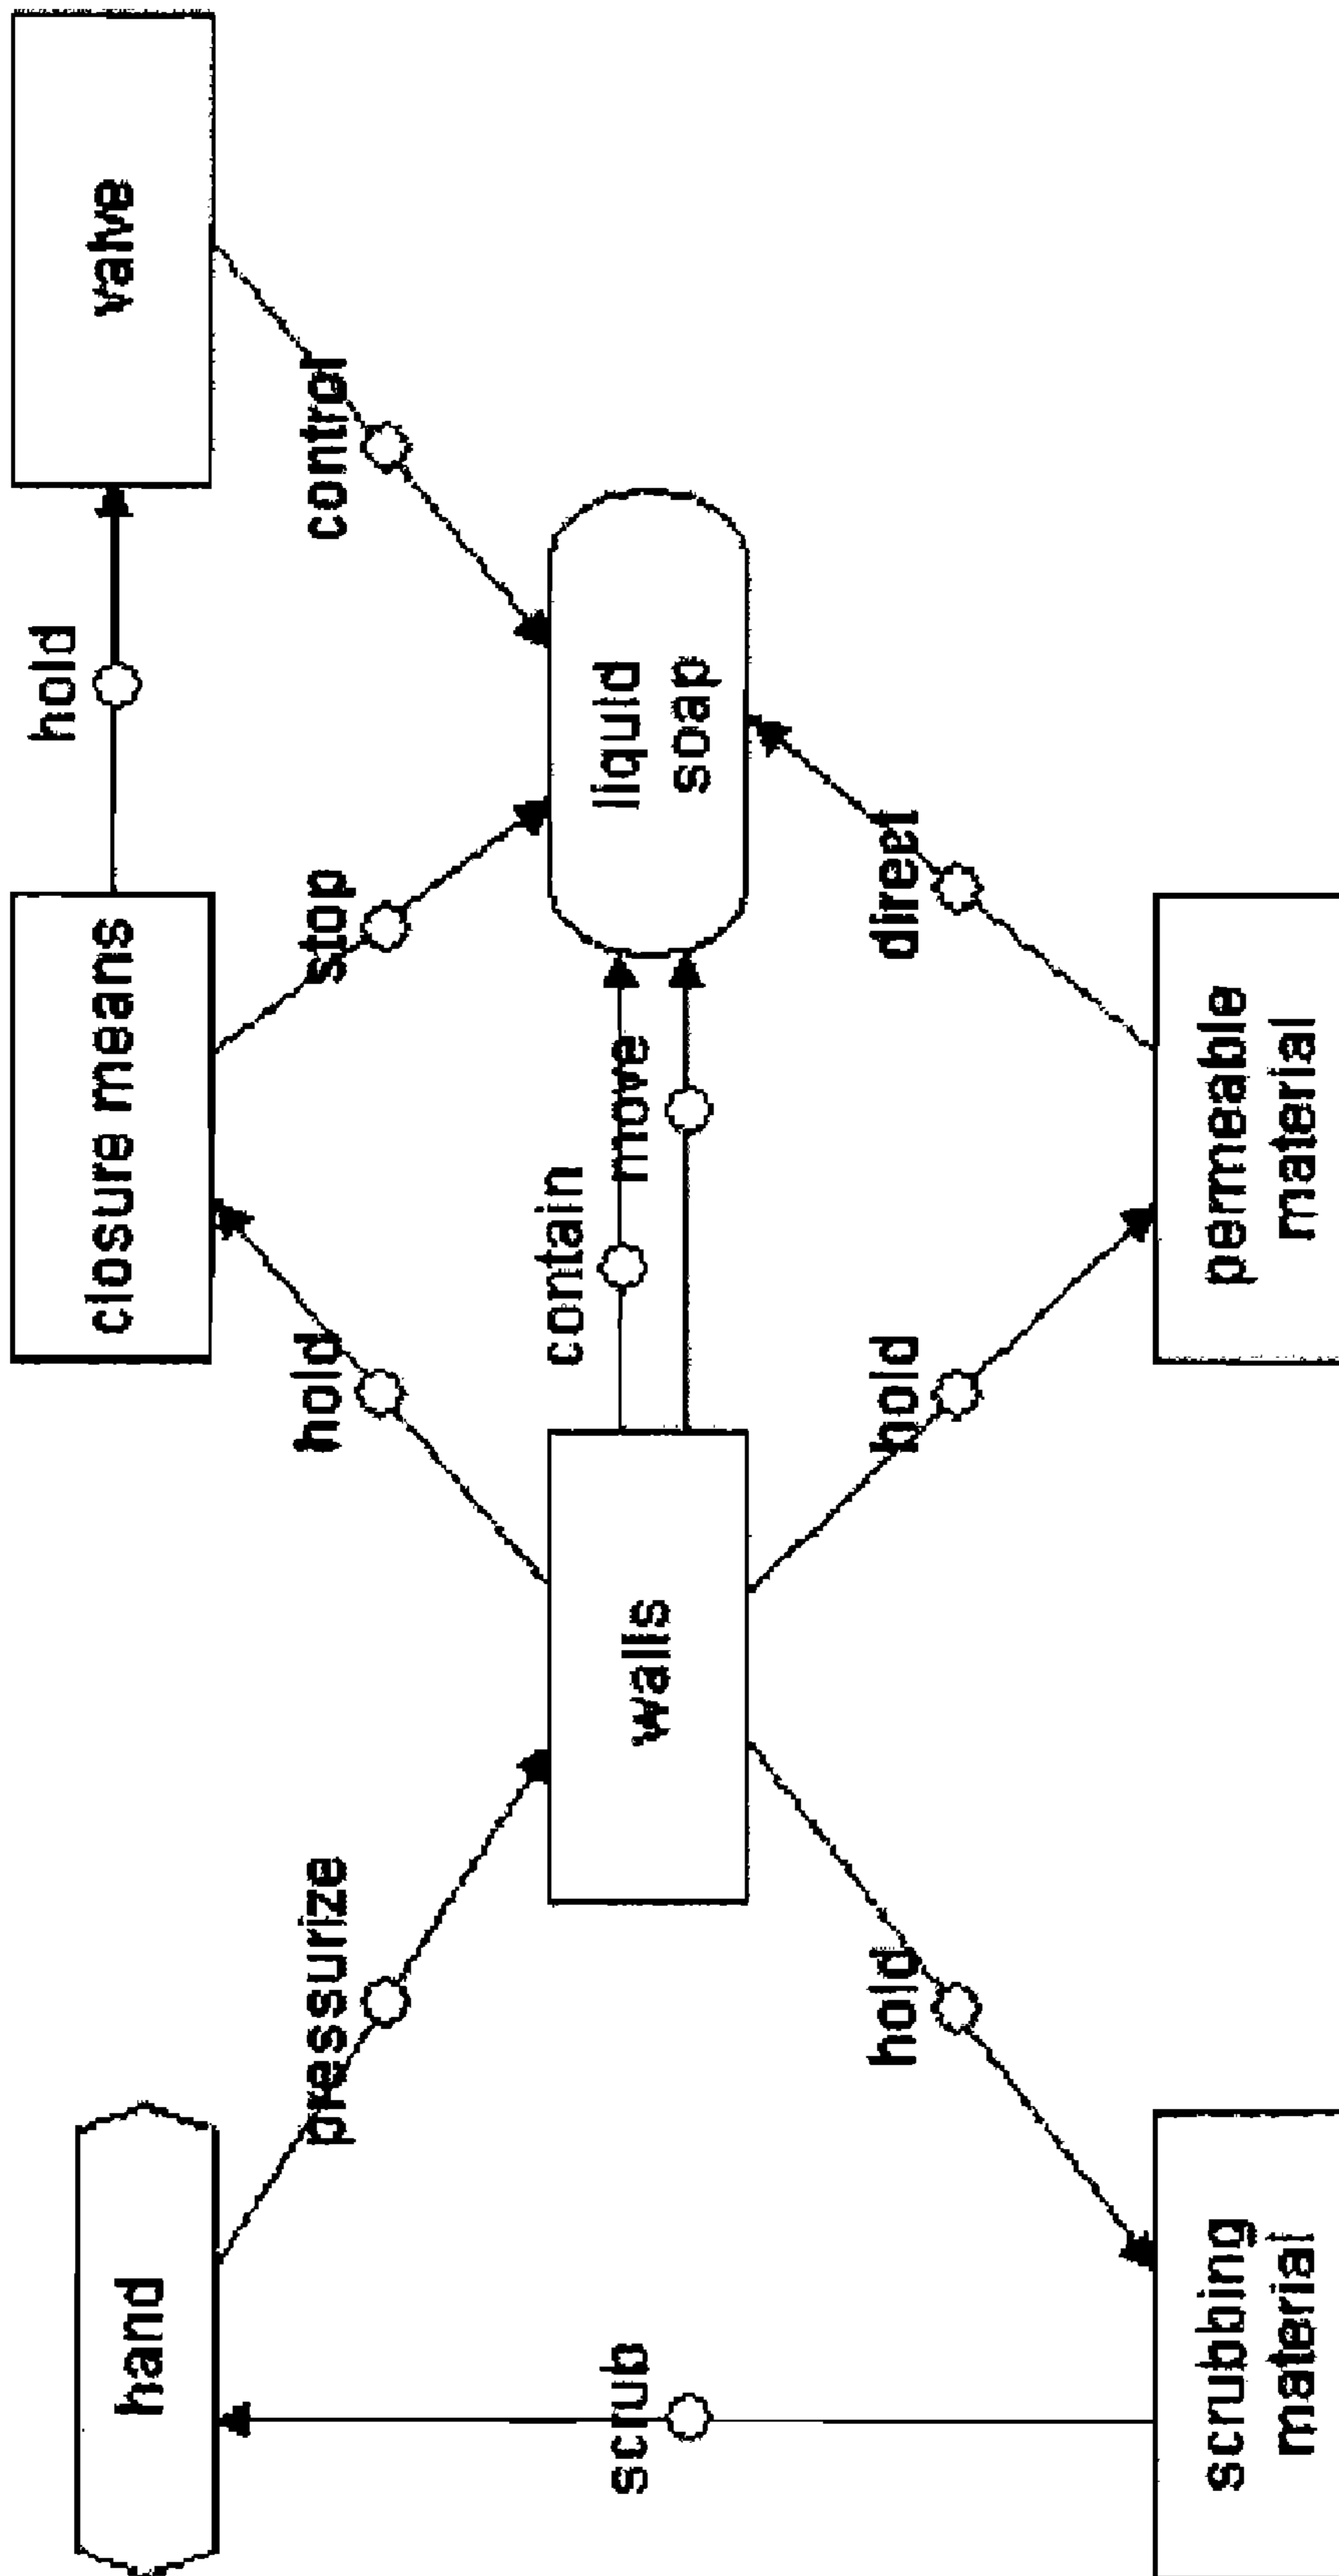 hand
closure means
hold
valve
pressurize
hold
stop
control
scrub
walls
contain
move
liquid
soap
hold
hold
direct
scrubbing
material
permeable
material